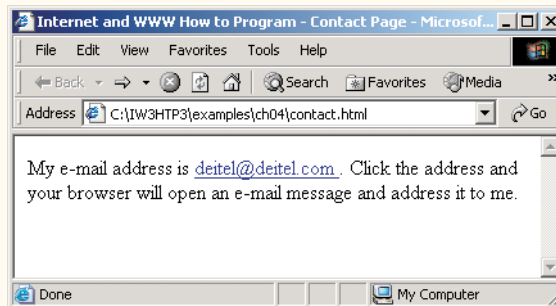 Internet and WWW How to Program - Contact Page - Microsof...
File Edit View Favorites Tools Help
Back Search Favorites Media »
Address C:\IW3HTP3\examples\ch04\contact.html Go
My e-mail address is deitel@deitel.com . Click the address and
your browser will open an e-mail message and address it to me.
Done My Computer